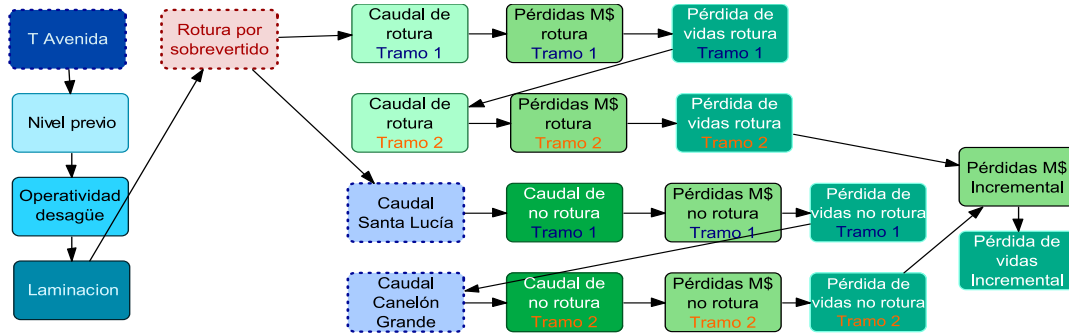 T Avenida
Nivel previo
Operatividad
desagüe
Laminacion
Rotura por
sobrevertido
Caudal de
rotura
Tramo 1
Pérdidas M$
rotura
Tramo 1
Pérdida de
vidas rotura
Tramo 1
Caudal de
rotura
Tramo 2
Pérdidas M$
rotura
Tramo 2
Pérdida de
vidas rotura
Tramo 2
Caudal
Santa Lucía
Caudal de
no rotura
Tramo 1
Pérdidas M$
no rotura
Tramo 1
Pérdida de
vidas no rotura
Tramo 1
Caudal
Canelón
Grande
Caudal de
no rotura
Tramo 2
Pérdidas M$
no rotura
Tramo 2
Pérdida de
vidas no rotura
Tramo 2
Pérdidas M$
Incremental
Pérdida de
vidas
Incremental